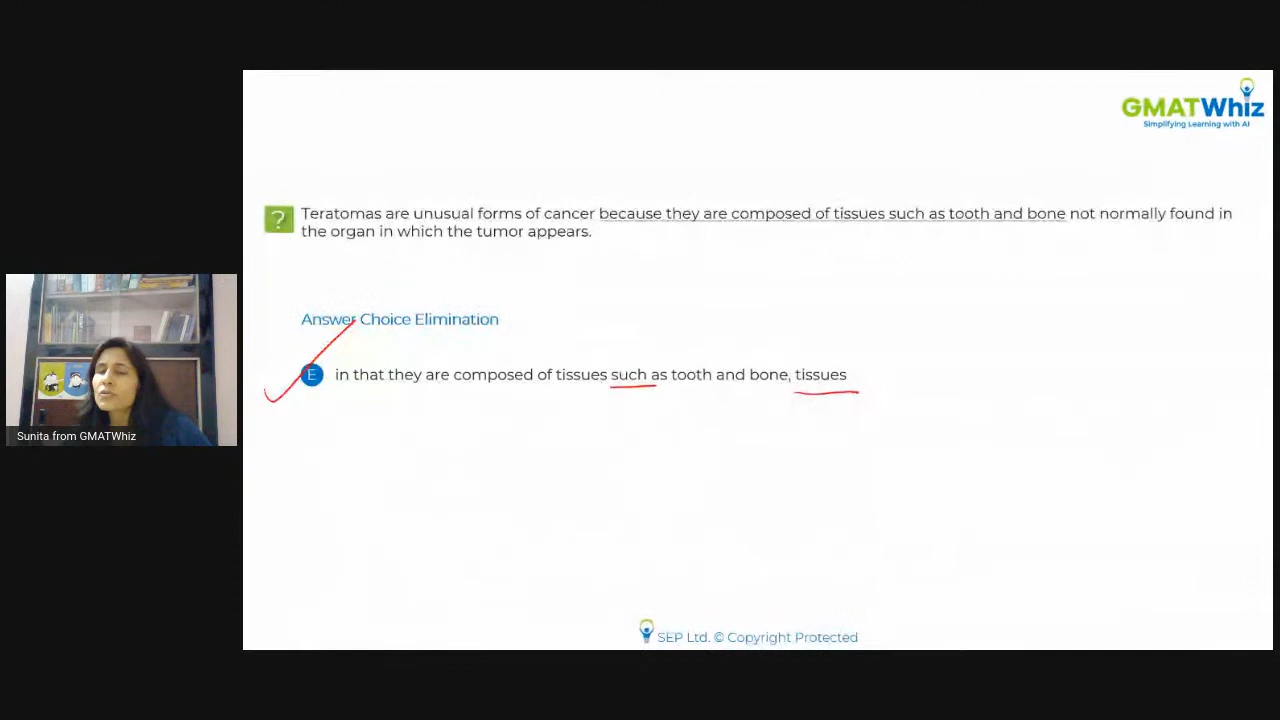 GMATWhiz
Simplifying Learning with AI
? Teratomas are unusual forms of cancer because they are composed of tissues such as tooth and bone not normally found in
the organ in which the tumor appears.
Answer Choice Elimination
E in that they are composed of tissues such as tooth and bone, tissues
Sunita from GMATWhiz
SEP Ltd. © Copyright Protected